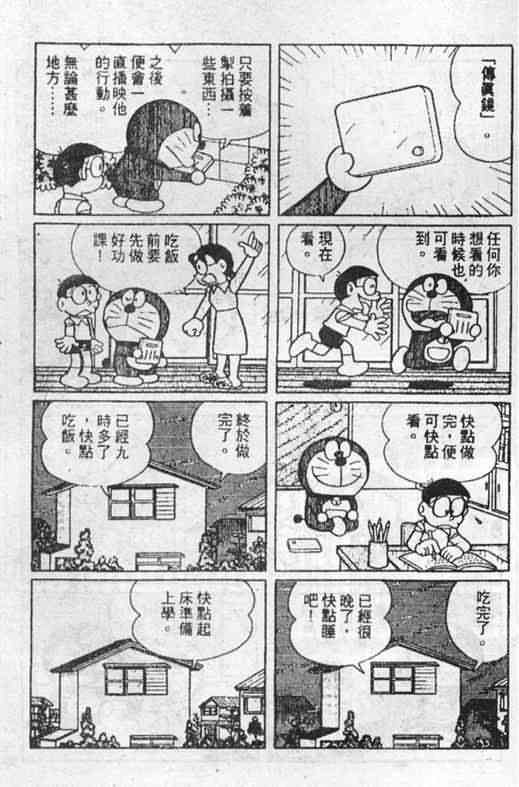 「傳眞鏡」。
只要按着
掣拍攝一
些東西⋯⋯
之後
便會一
直播映他
的行動。
無論甚麼
地方⋯⋯
任何你
想看的
時候也
可看
到。
現在
看。
吃飯
前要
先做
好功
課！
快點做
完，便
可快點
看。
終於做
完了。
已經九
時多了
，快點
吃飯。
吃完了。
已經很
晚了，
快點睡
吧！
快點起
床準備
上學。